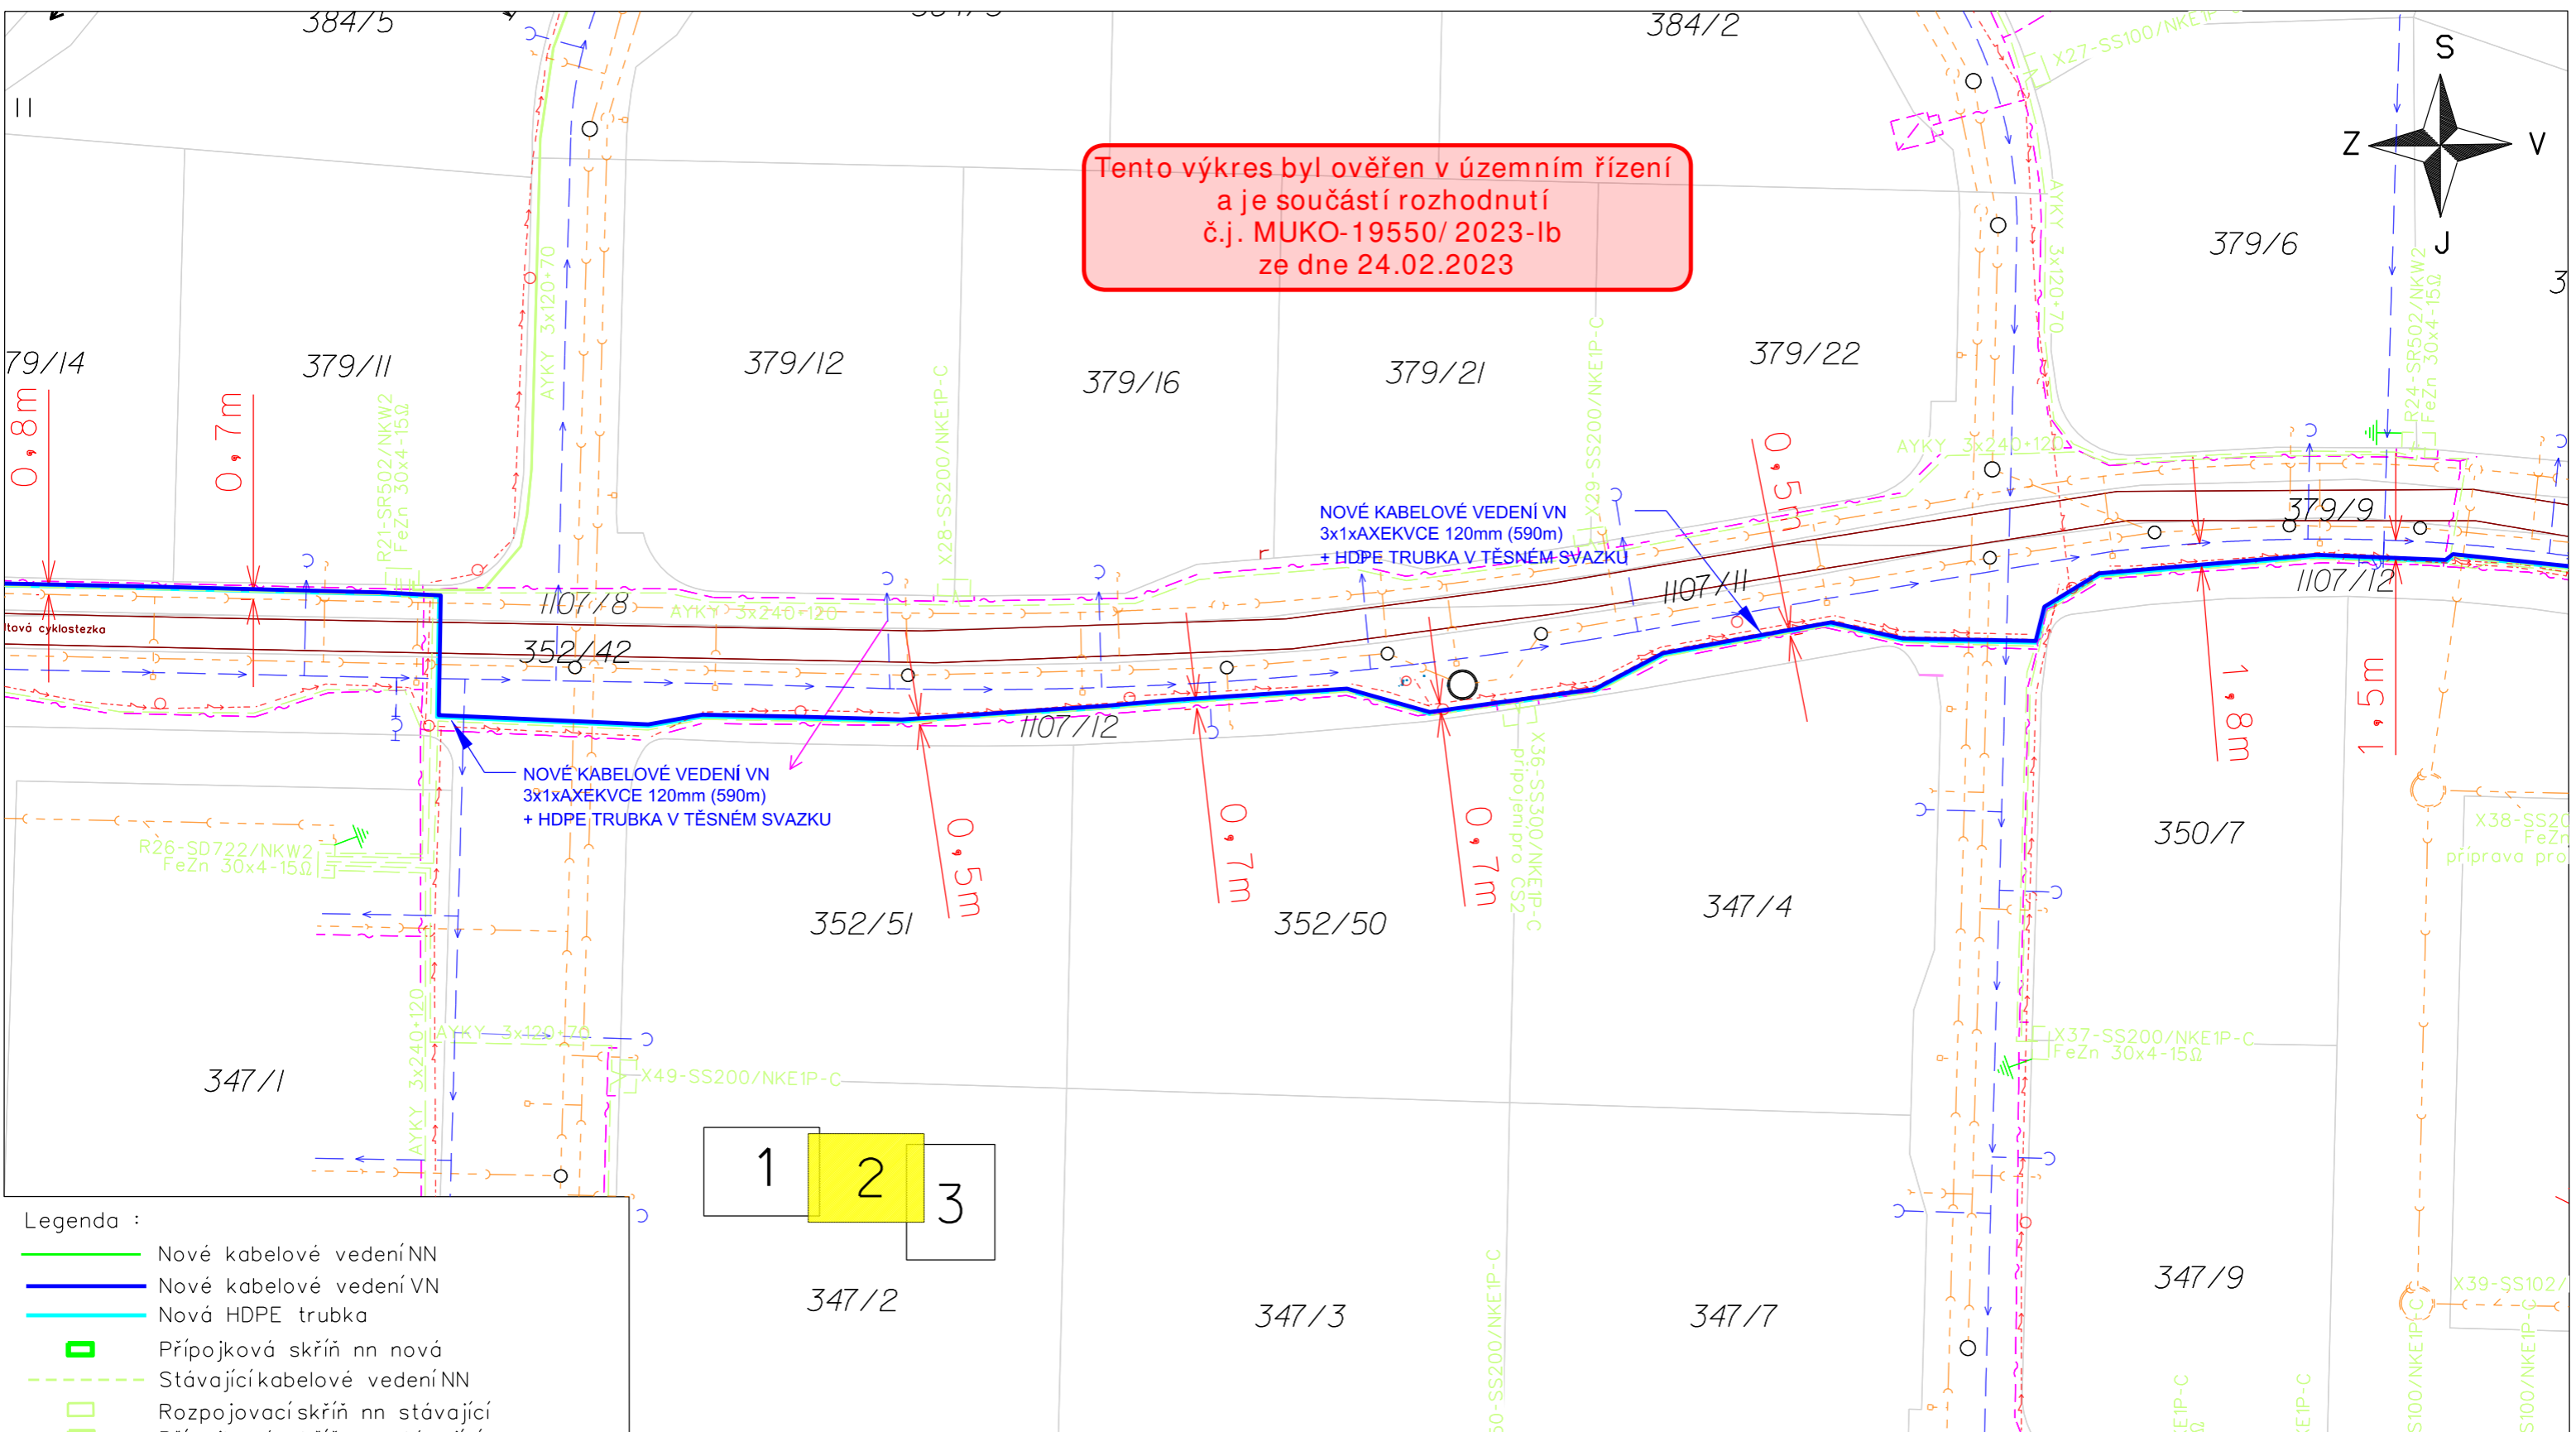 384/5
384/2
X27-SS100/NKE1P-C
S
Z
V
J
Tento výkres byl ověřen v územním řízení
a je součástí rozhodnutí
č.j. MUKO-19550/ 2023-lb
ze dne 24.02.2023
379/6
79/14
379/11
379/12
379/16
379/21
379/22
AYKY 3x120+70
AYKY 3x120+70
R24-SR502/NKW2
FeZn 30x4-15Ω
0,8m
0,7m
R21-SR502/NKW2
FeZn 30x4-15Ω
X28-SS200/NKE1P-C
X29-SS200/NKE1P-C
0,5m
AYKY 3x240+120
NOVÉ KABELOVÉ VEDENÍ VN
3x1xAXEKVCE 120mm (590m)
+ HDPE TRUBKA V TĚSNÉM SVAZKU
379/9
1107/8
AYKY 3x240+120
1107/11
1107/12
ltová cyklostezka
352/42
1107/12
NOVÉ KABELOVÉ VEDENÍ VN
3x1xAXEKVCE 120mm (590m)
+ HDPE TRUBKA V TĚSNÉM SVAZKU
0,5m
0,7m
0,7m
X36-SS300/NKE1P-C
připojení pro CS2
1,8m
1,5m
R26-SD722/NKW2
FeZn 30x4-15Ω
352/51
352/50
347/4
350/7
X38-SS20
FeZn
příprava pro
AYKY 3x240+120
AYKY 3x120+70
347/1
X49-SS200/NKE1P-C
X37-SS200/NKE1P-C
FeZn 30x4-15Ω
1
2
3
347/2
347/3
347/7
347/9
X39-SS102/
60-SS200/NKE1P-C
E1P-C
S100/NKE1P-C
S100/NKE1P-C
Legenda :
Nové kabelové vedení NN
Nové kabelové vedení VN
Nová HDPE trubka
Přípojková skříň nn nová
Stávající kabelové vedení NN
Rozpojovací skříň nn stávající